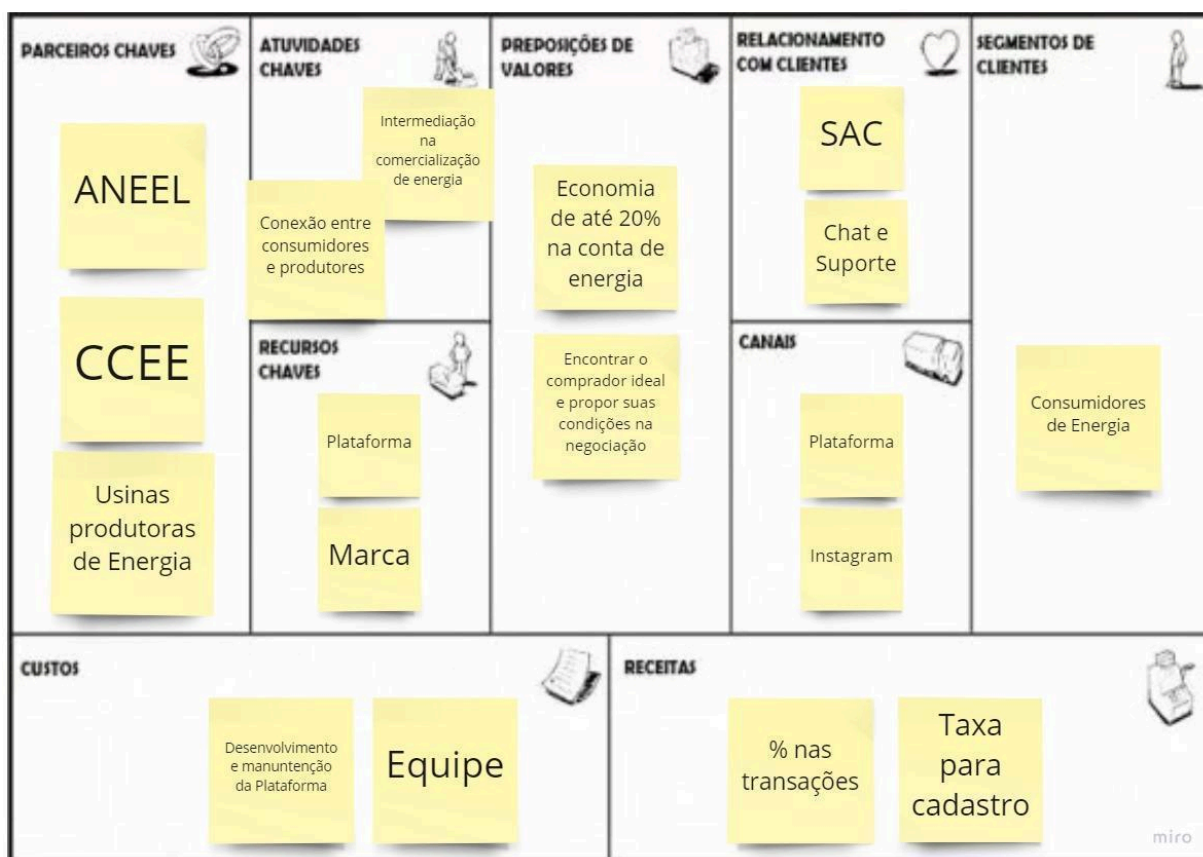 PARCEIROS CHAVES
ANEEL
CCEE
Usinas
produtoras
de Energia
ATUVIDADES
CHAVES
Intermediação
na
comercialização
de energia
Conexão entre
consumidores
e produtores
RECURSOS
CHAVES
Plataforma
Marca
PREPOSIÇÕES DE
VALORES
Economia
de até 20%
na conta de
energia
Encontrar o
comprador ideal
e propor suas
condições na
negociação
RELACIONAMENTO
COM CLIENTES
SAC
Chat e
Suporte
CANAIS
Plataforma
Instagram
SEGMENTOS DE
CLIENTES
Consumidores
de Energia
CUSTOS
Desenvolvimento
e manuntenção
da Plataforma
Equipe
RECEITAS
% nas
transações
Taxa
para
cadastro
miro